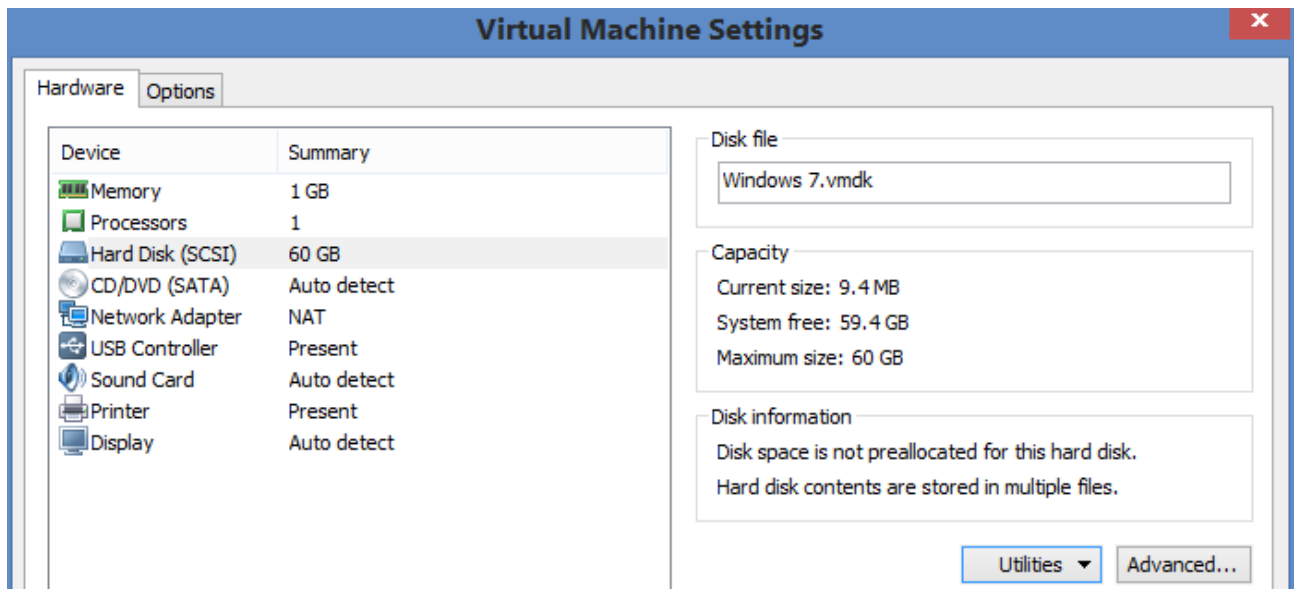 Virtual Machine Settings
x
Hardware Options
Device Summary
Memory 1 GB
Processors 1
Hard Disk (SCSI) 60 GB
CD/DVD (SATA) Auto detect
Network Adapter NAT
USB Controller Present
Sound Card Auto detect
Printer Present
Display Auto detect
Disk file
Windows 7.vmdk
Capacity
Current size: 9.4 MB
System free: 59.4 GB
Maximum size: 60 GB
Disk information
Disk space is not preallocated for this hard disk.
Hard disk contents are stored in multiple files.
Utilities Advanced...